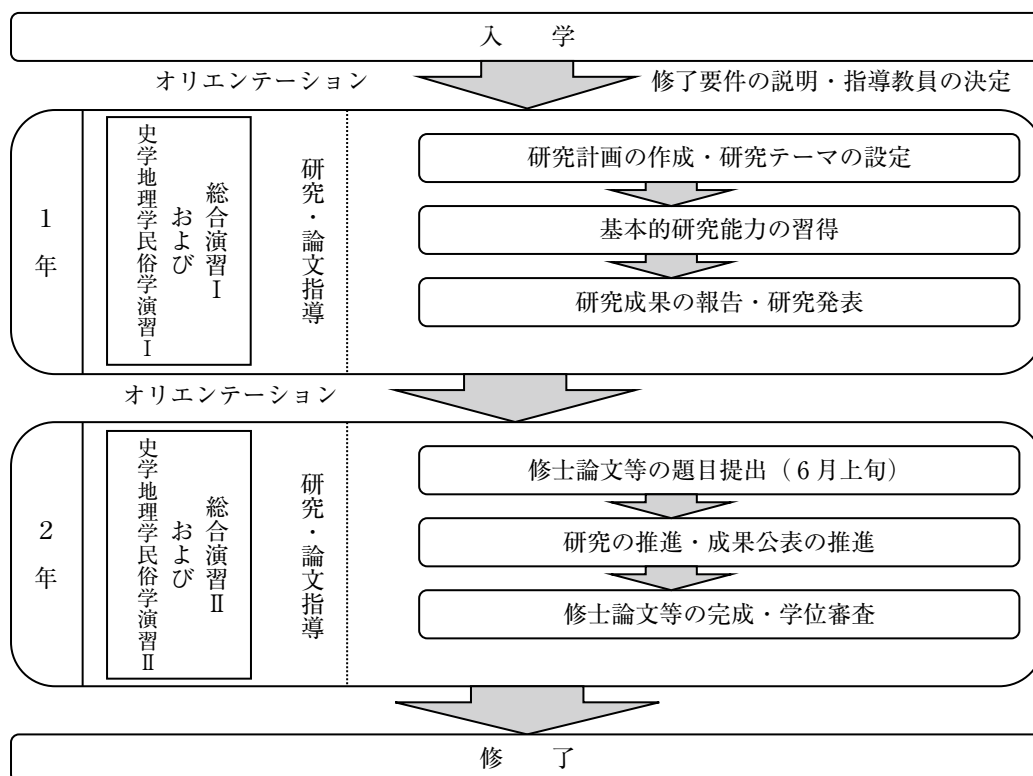 入　学
オリエンテーション
修了要件の説明・指導教員の決定
1年
総合演習Ⅰ
および
史学地理学民俗学演習Ⅰ
研究・論文指導
研究計画の作成・研究テーマの設定
基本的研究能力の習得
研究成果の報告・研究発表
オリエンテーション
2年
総合演習Ⅱ
および
史学地理学民俗学演習Ⅱ
研究・論文指導
修士論文等の題目提出（6月上旬）
研究の推進・成果公表の推進
修士論文等の完成・学位審査
修　了